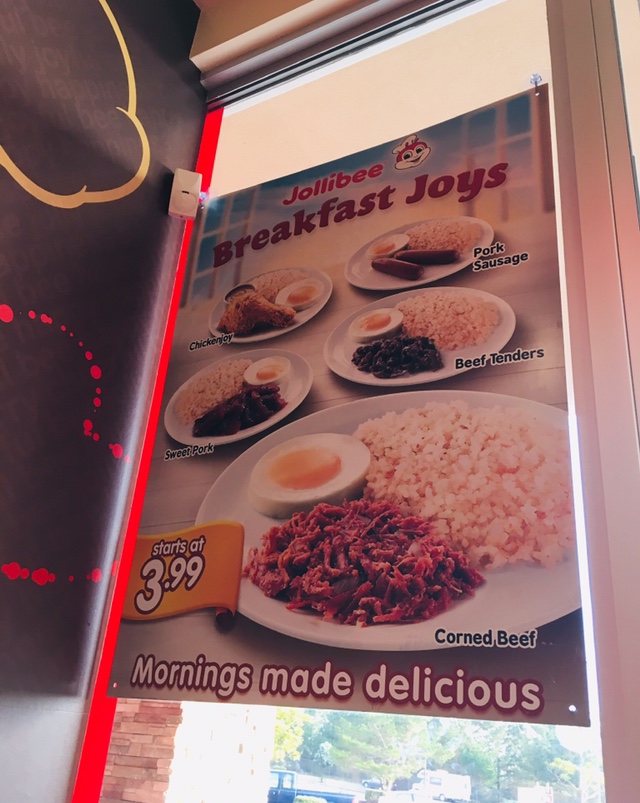 Jollibee
Breakfast Joys
Pork
Sausage
Chickenjoy
Beef Tenders
Sweet Pork
starts at
3.99
Corned Beef
Mornings made delicious